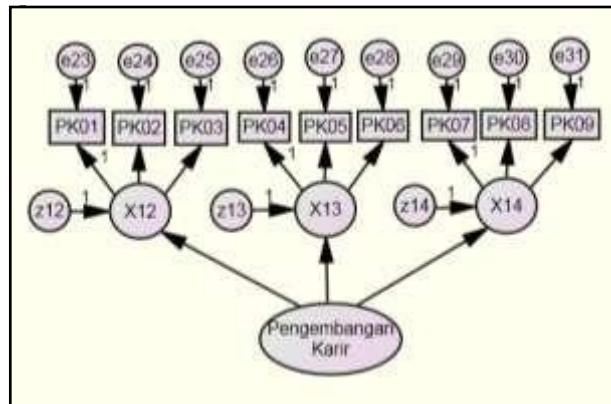 e23 e24 e25 e26 e27 e28 e29 e30 e31
1 1 1 1 1 1 1 1 1
PK01 PK02 PK03 PK04 PK05 PK06 PK07 PK08 PK09
1 1 1
z12 1 X12 z13 1 X13 z14 1 X14
Pengembangan
Karir